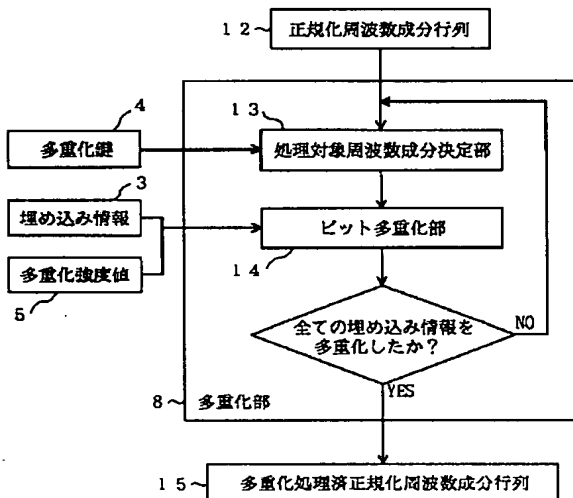 12 正規化周波数成分行列
13
4
多重化鍵
処理対象周波数成分決定部
3
埋め込み情報
ビット多重化部
14
多重化強度値
5
全ての埋め込み情報を
多重化したか?
NO
YES
8 多重化部
15 多重化処理済正規化周波数成分行列